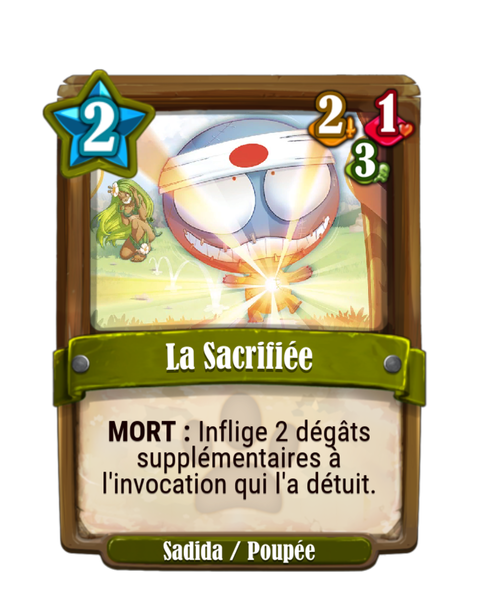 2
2
1
3
La Sacrifiée
MORT : Inflige 2 dégâts
supplémentaires à
l'invocation qui l'a détuit.
Sadida / Poupée